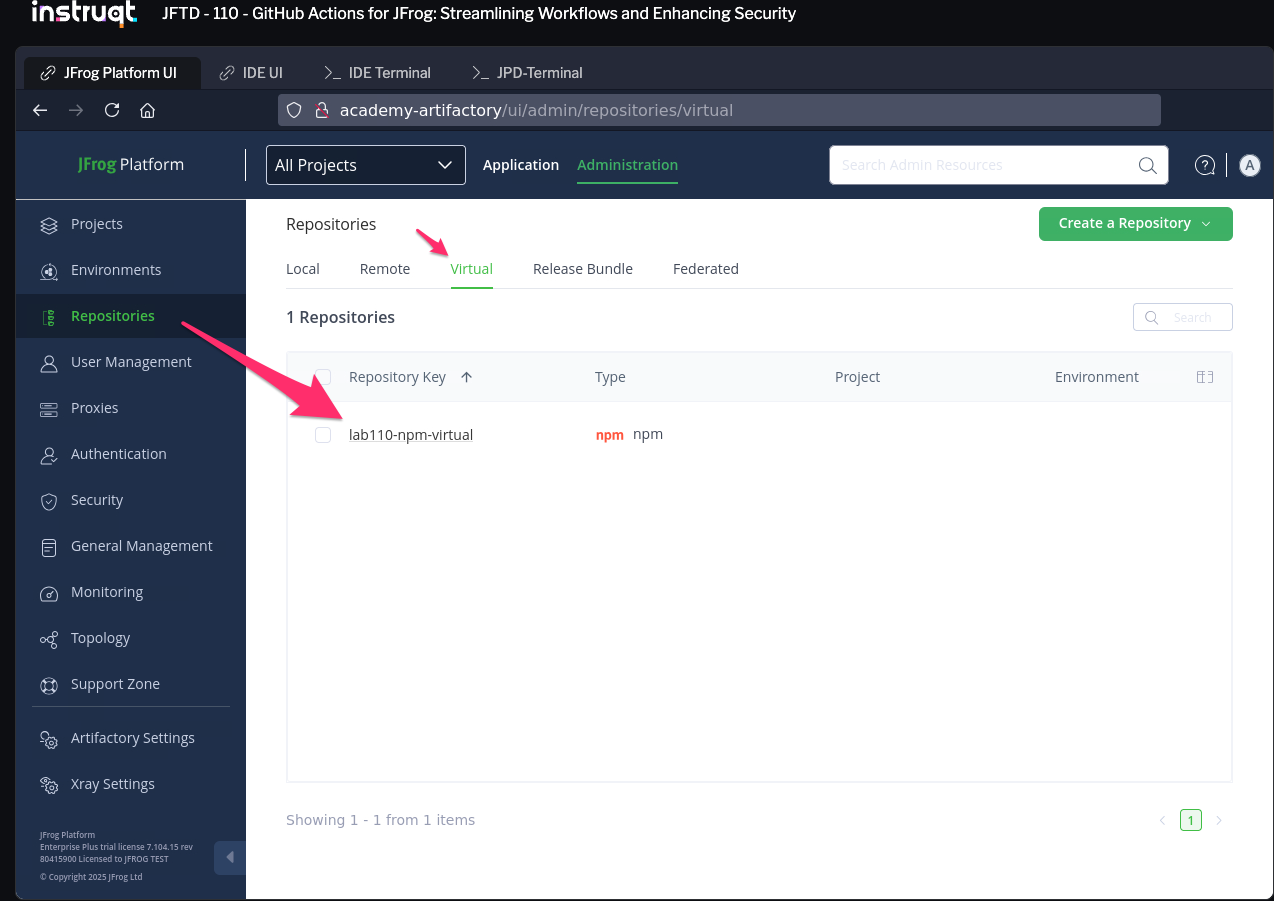 instruqt JFTD - 110 - GitHub Actions for JFrog: Streamlining Workflows and Enhancing Security
JFrog Platform UI IDE UI IDE Terminal JPD-Terminal
academy-artifactory/ui/admin/repositories/virtual
JFrog Platform All Projects Application Administration Search Admin Resources ? A
Projects
Environments
Repositories
User Management
Proxies
Authentication
Security
General Management
Monitoring
Topology
Support Zone
Artifactory Settings
Xray Settings
JFrog Platform
Enterprise Plus trial license 7.104.15 rev
80415900 Licensed to JFROG TEST
© Copyright 2025 JFrog Ltd
Repositories Create a Repository
Local Remote Virtual Release Bundle Federated
1 Repositories Search
Repository Key Type Project Environment
lab110-npm-virtual npm npm
Showing 1 - 1 from 1 items 1